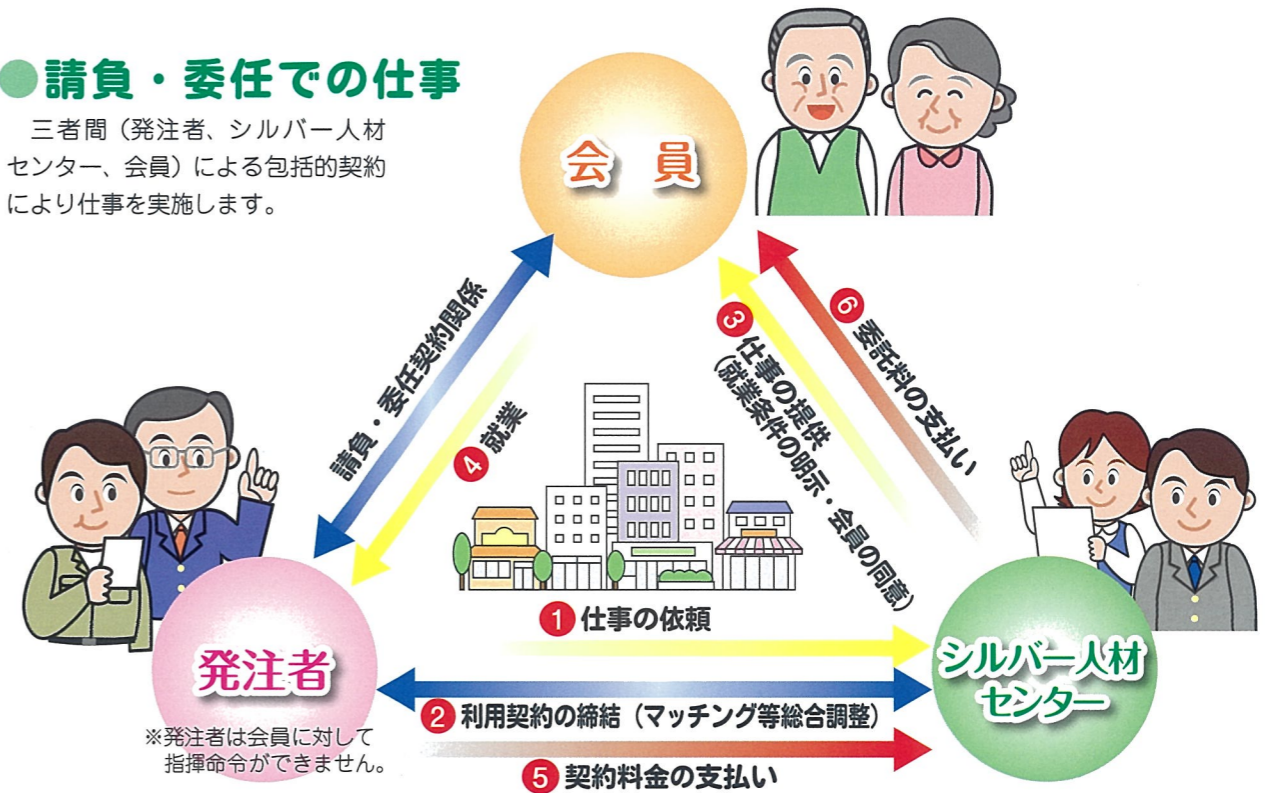 ●請負・委任での仕事
三者間（発注者、シルバー人材
センター、会員）による包括的契約
により仕事を実施します。
会員
請負・委任契約関係
4 就業
3 仕事の提供
（就業条件の明示・会員の同意）
6 委託料の支払い
1 仕事の依頼
発注者
※発注者は会員に対して
指揮命令ができません。
シルバー人材
センター
2 利用契約の締結（マッチング等総合調整）
5 契約料金の支払い